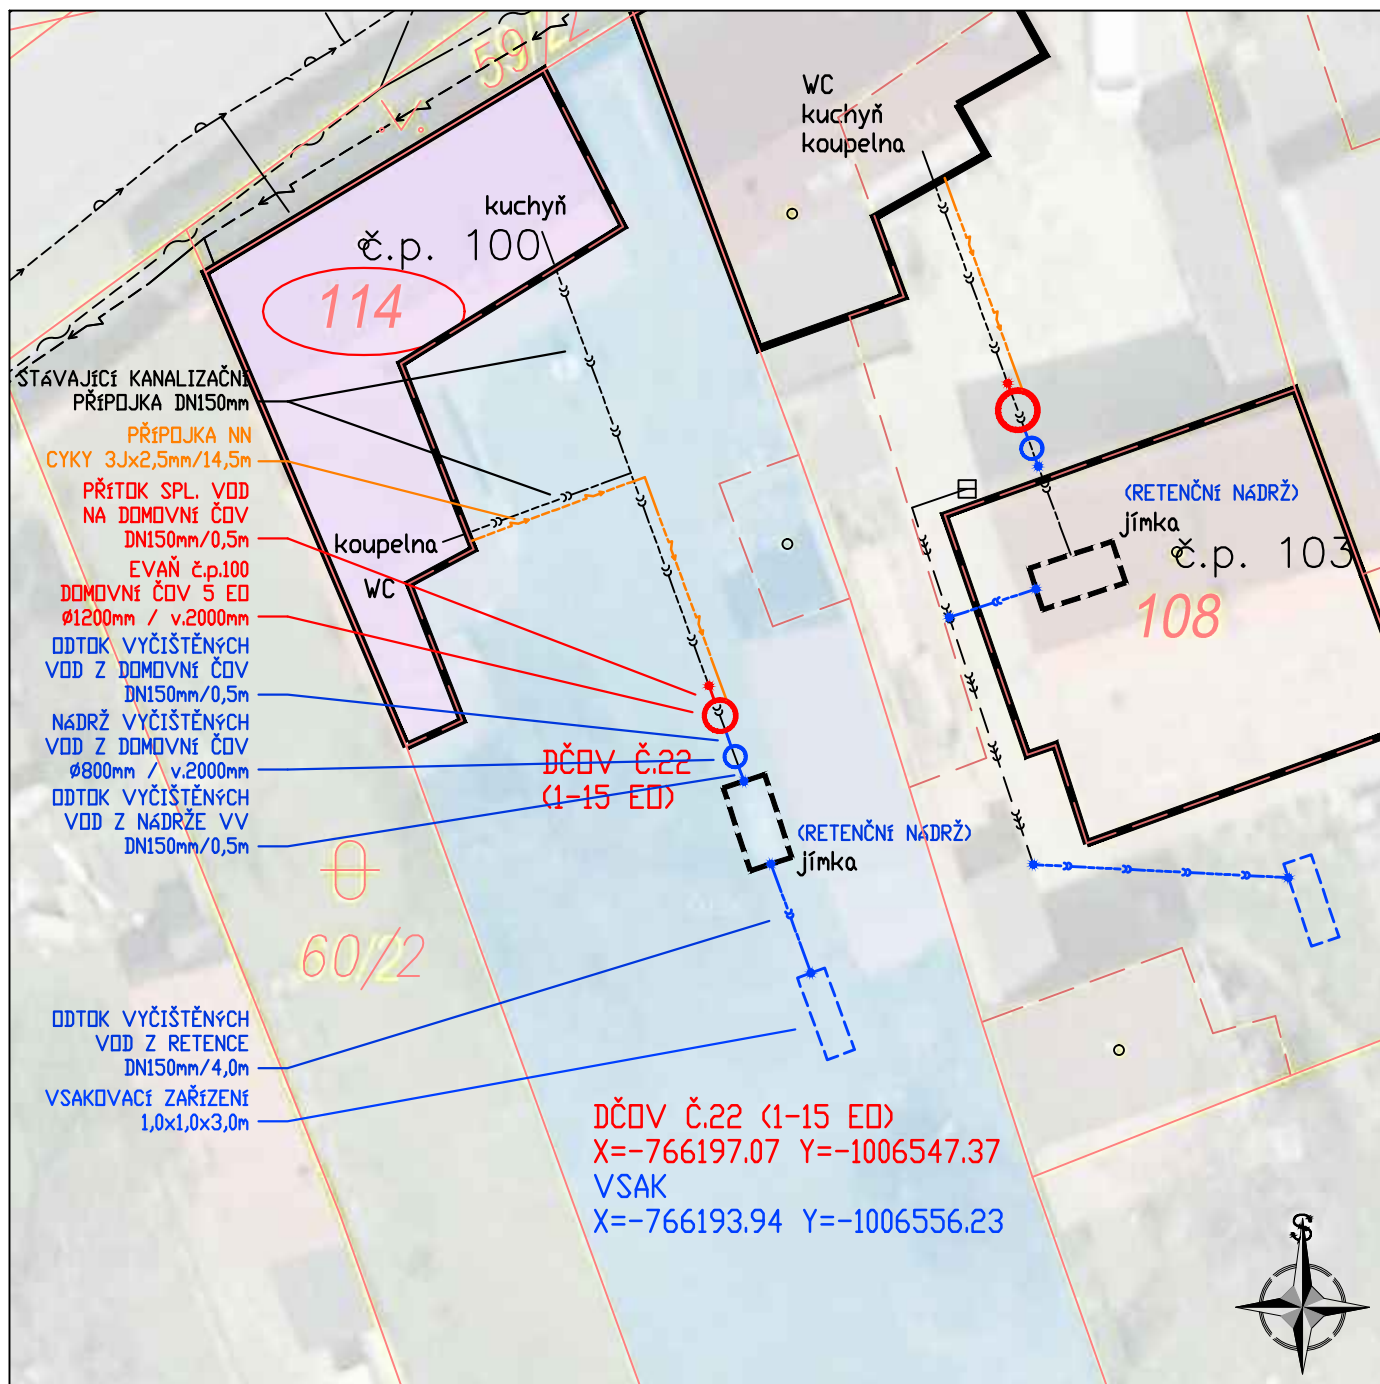 59/22
WC
kuchyň
koupelna
kuchyň
č.p. 100
114
STÁVAJÍCÍ KANALIZAČNÍ
PŘÍPOJKA DN150mm
PŘÍPOJKA NN
CYKY 3Jx2,5mm/14,5m
PŘÍTOK SPL. VOD
NA DOMOVNÍ ČOV
DN150mm/0,5m
EVAŇ č.p.100
DOMOVNÍ ČOV 5 EO
Ø1200mm / v.2000mm
ODTOK VYČIŠTĚNÝCH
VOD Z DOMOVNÍ ČOV
DN150mm/0,5m
NÁDRŽ VYČIŠTĚNÝCH
VOD Z DOMOVNÍ ČOV
Ø800mm / v.2000mm
ODTOK VYČIŠTĚNÝCH
VOD Z NÁDRŽE VV
DN150mm/0,5m
koupelna
WC
(RETENČNÍ NÁDRŽ)
jímka
č.p. 103
108
DČOV Č.22
(1-15 EO)
(RETENČNÍ NÁDRŽ)
jímka
60/2
ODTOK VYČIŠTĚNÝCH
VOD Z RETENCE
DN150mm/4,0m
VSAKOVACÍ ZAŘÍZENÍ
1,0x1,0x3,0m
DČOV Č.22 (1-15 EO)
X=-766197.07 Y=-1006547.37
VSAK
X=-766193.94 Y=-1006556.23
S